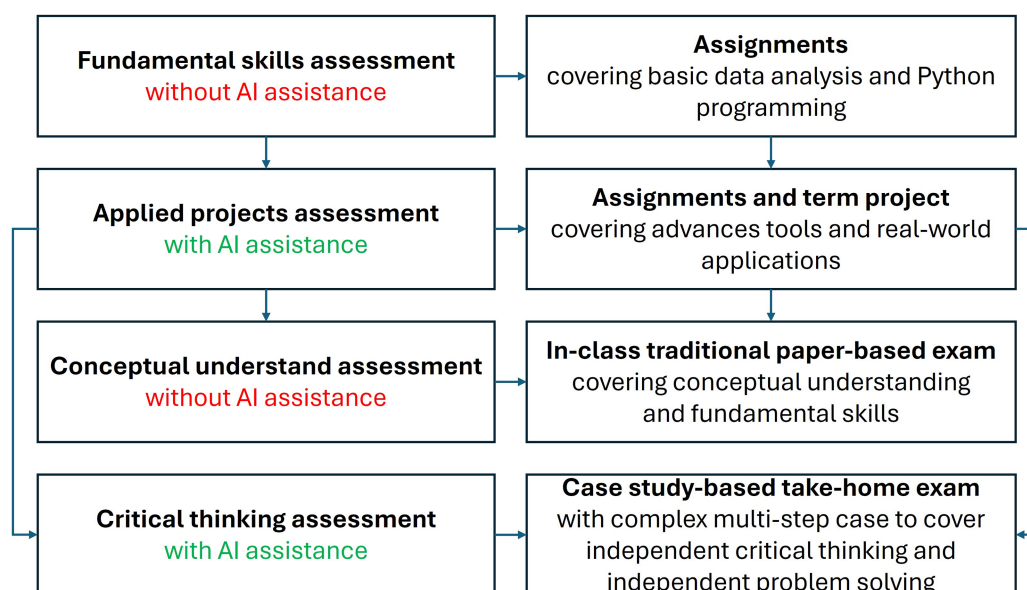 Fundamental skills assessment
without AI assistance
Assignments
covering basic data analysis and Python
programming
Applied projects assessment
with AI assistance
Assignments and term project
covering advances tools and real-world
applications
Conceptual understand assessment
without AI assistance
In-class traditional paper-based exam
covering conceptual understanding
and fundamental skills
Critical thinking assessment
with AI assistance
Case study-based take-home exam
with complex multi-step case to cover
independent critical thinking and
independent problem solving